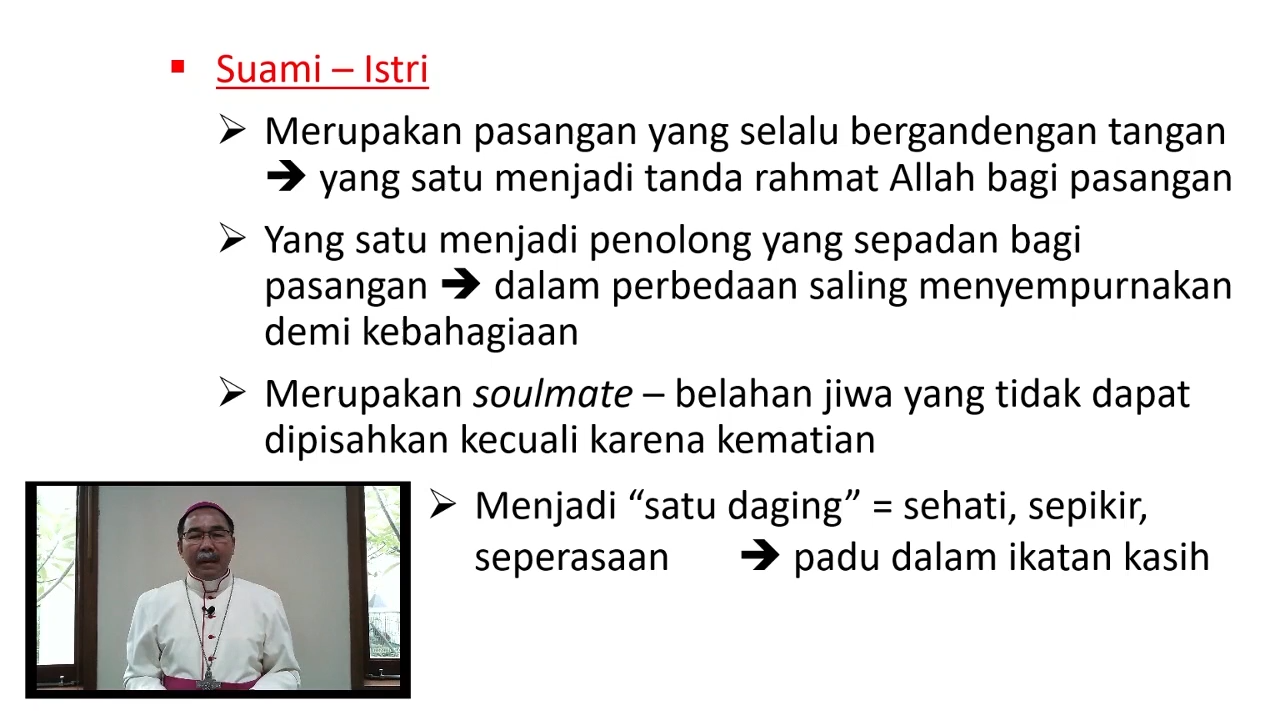 ▪ Suami – Istri
➢ Merupakan pasangan yang selalu bergandengan tangan
➔ yang satu menjadi tanda rahmat Allah bagi pasangan
➢ Yang satu menjadi penolong yang sepadan bagi
pasangan ➔ dalam perbedaan saling menyempurnakan
demi kebahagiaan
➢ Merupakan soulmate – belahan jiwa yang tidak dapat
dipisahkan kecuali karena kematian
➢ Menjadi “satu daging” = sehati, sepikir,
seperasaan ➔ padu dalam ikatan kasih